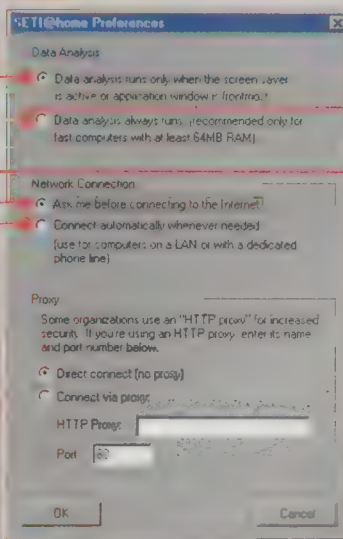 SETI@home Preferences
Data Analysis
Data analysis runs only when the screen saver
is active or application window is frontmost
Data analysis always runs. (recommended only for
fast computers with at least 64MB RAM)
Network Connection
Ask me before connecting to the Internet
Connect automatically whenever needed
(use for computers on a LAN or with a dedicated
phone line)
Proxy
Some organizations use an "HTTP proxy" for increased
security. If you're using an HTTP proxy, enter its name
and port number below.
Direct connect (no proxy)
Connect via proxy:
HTTP Proxy:
Port: 80
OK
Cancel